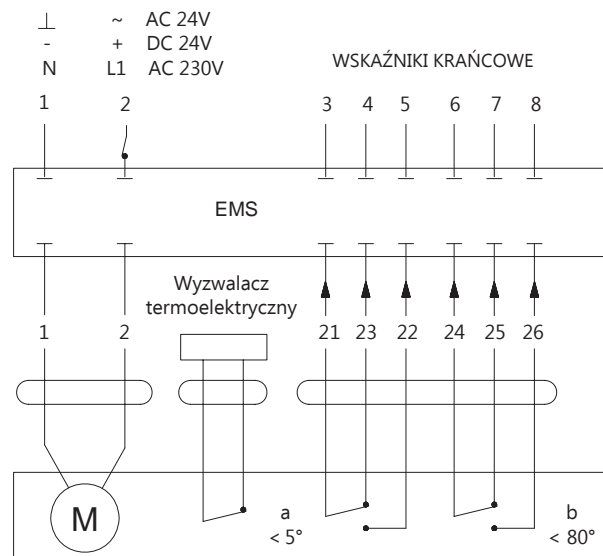 ⊥ ~ AC 24V
- + DC 24V
N L1 AC 230V
WSKAŹNIKI KRAŃCOWE
1 2 3 4 5 6 7 8
EMS
Wyzwalacz
termoelektryczny
1 2 21 23 22 24 25 26
M
a
< 5°
b
< 80°